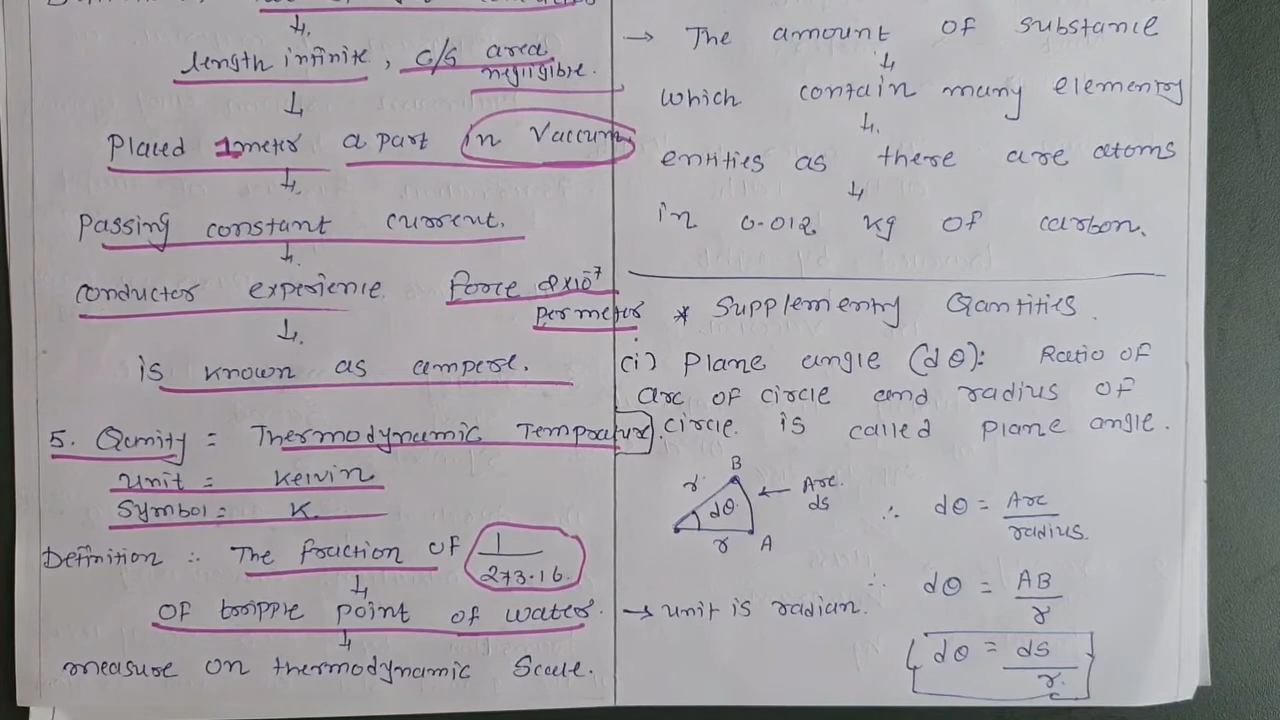 length infinite, C/S area
negligible.
Placed 1 meter a part in Vaccum
Passing constant current.
conductor experience force 2x10⁻⁷
per meter
is known as ampere.
5. Qantity = Thermodynamic Temprature.
Unit = Kelvin
Symbol = K.
Definition ∴ The fraction of 1/273.16
of tripple point of water.
measure on thermodynamic Scale.
→ The amount of substance
which contain many elementry
entities as there are atoms
in 0.012 kg of carbon.
* Supplementry Qantities.
(i) Plane angle (dθ): Ratio of
arc of circle and radius of
circle is called plane angle.
B
r
dθ
← Arc.
ds
r A
∴ dθ = Arc/radius.
∴ dθ = AB/r
→ unit is radian.
dθ = ds/r.